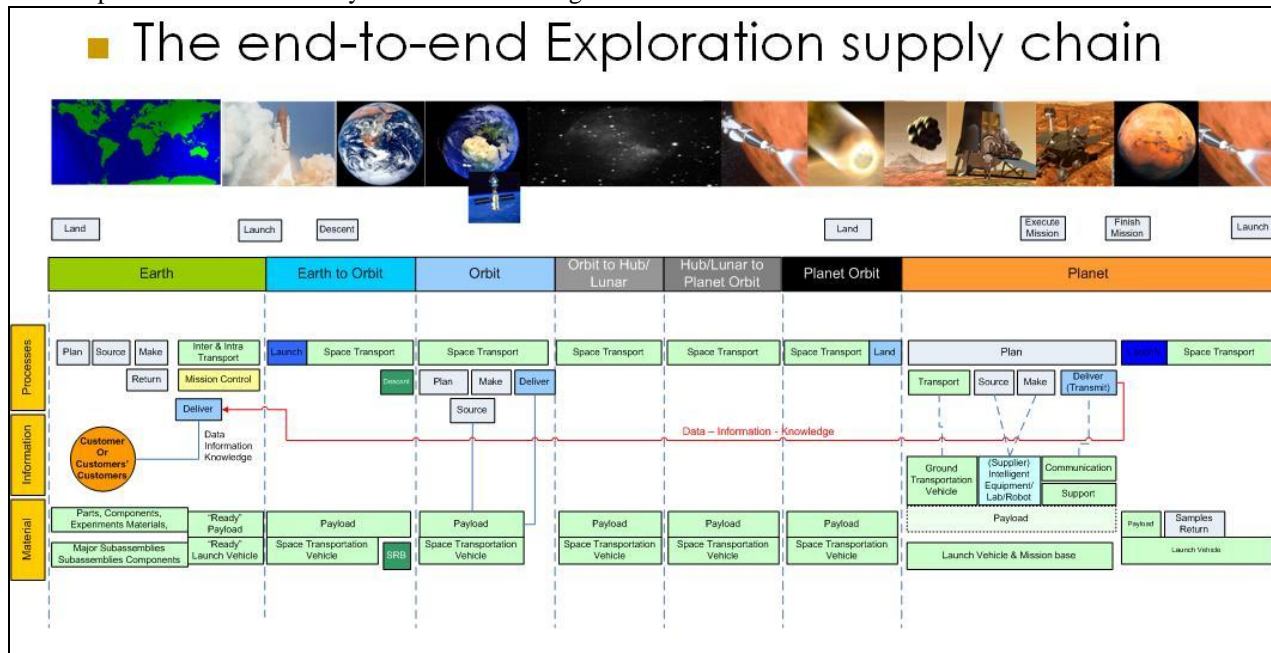 The end-to-end Exploration supply chain
Land
Launch
Descent
Land
Execute
Mission
Finish
Mission
Launch
Earth
Earth to Orbit
Orbit
Orbit to Hub/
Lunar
Hub/Lunar to
Planet Orbit
Planet Orbit
Planet
Processes
Plan
Source
Make
Inter & Intra
Transport
Return
Mission Control
Deliver
Launch
Space Transport
Descent
Space Transport
Plan
Make
Deliver
Source
Space Transport
Space Transport
Space Transport
Land
Plan
Transport
Source
Make
Deliver
(Transmit)
Space Transport
Information
Customer
Or
Customers'
Customers
Data
Information
Knowledge
Data – Information - Knowledge
Ground
Transportation
Vehicle
(Supplier)
Intelligent
Equipment/
Lab/Robot
Communication
Support
Material
Parts, Components,
Experiments Materials,
"Ready"
Payload
Major Subassemblies
Subassemblies Components
"Ready"
Launch Vehicle
Payload
Space Transportation
Vehicle
SRB
Payload
Space Transportation
Vehicle
Payload
Space Transportation
Vehicle
Payload
Space Transportation
Vehicle
Payload
Space Transportation
Vehicle
Payload
Launch Vehicle & Mission base
Payload
Samples
Return
Launch Vehicle